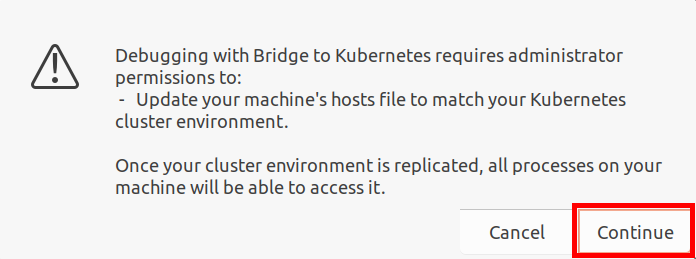 Debugging with Bridge to Kubernetes requires administrator
permissions to:
- Update your machine's hosts file to match your Kubernetes
cluster environment.
Once your cluster environment is replicated, all processes on your
machine will be able to access it.
Cancel
Continue